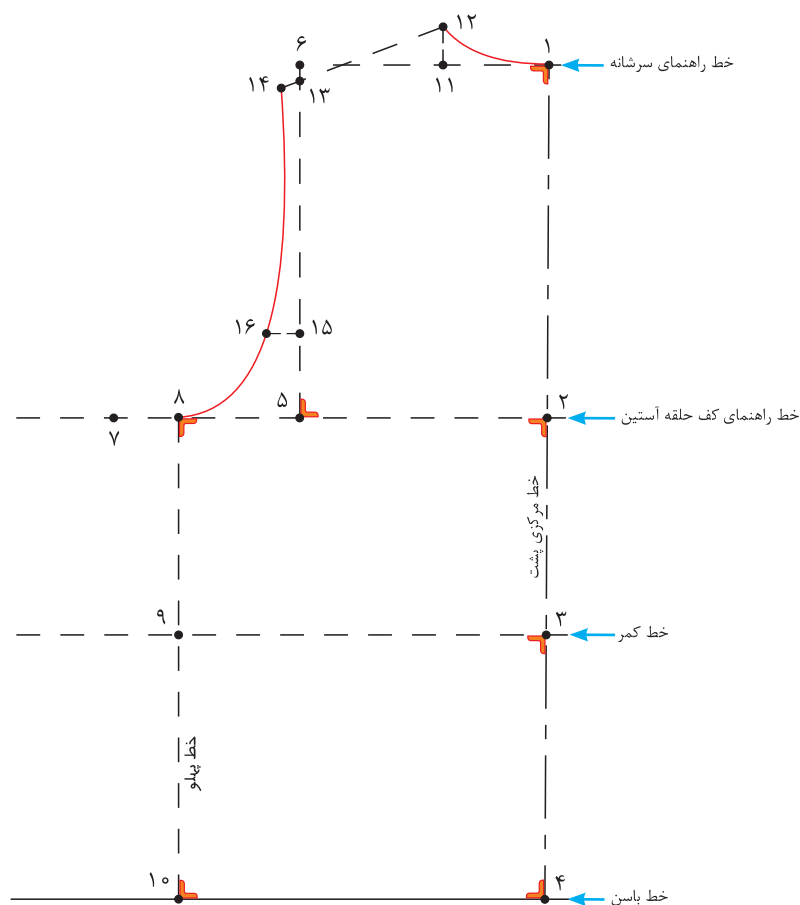 ۱۲
۶
۱
خط راهنمای سرشانه
۱۴
۱۳
۱۱
۱۶
۱۵
۸
۵
۲
خط راهنمای کف حلقه آستین
۷
خط مرکزی پشت
۹
۳
خط کمر
خط پهلو
۱۰
۴
خط باسن